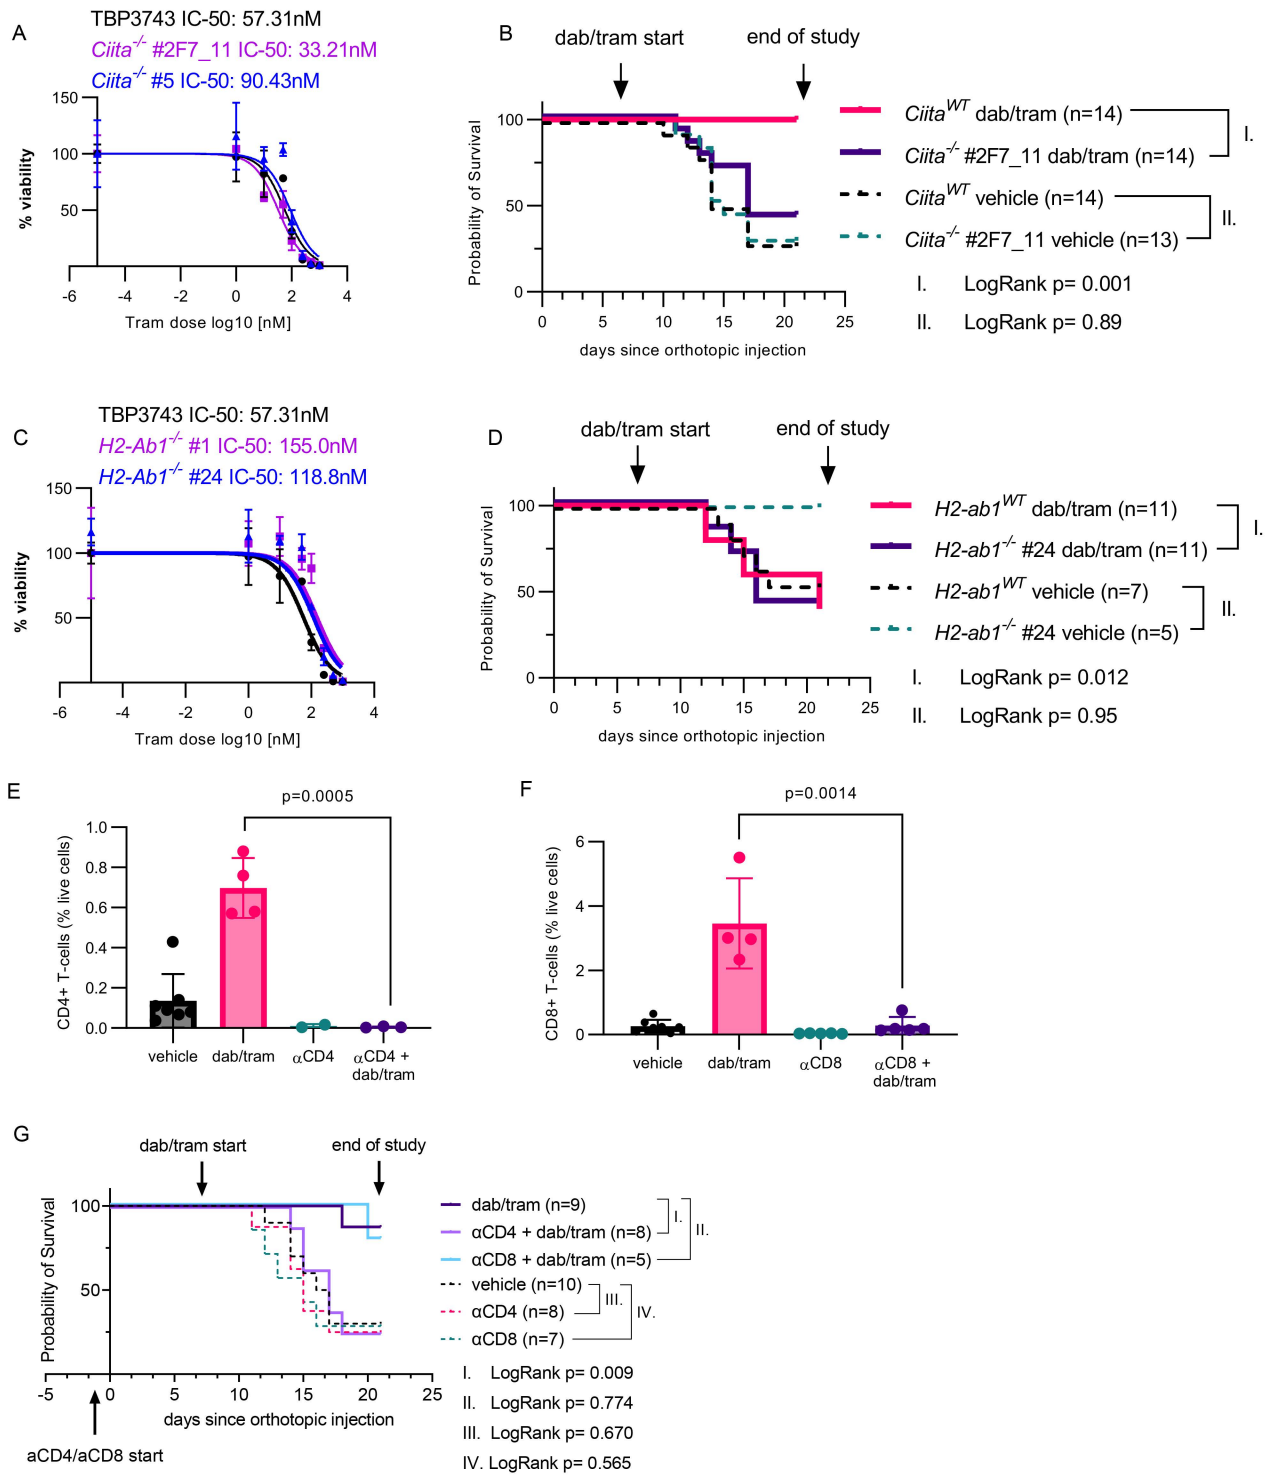 A
TBP3743 IC-50: 57.31nM
Ciita-/- #2F7_11 IC-50: 33.21nM
Ciita-/- #5 IC-50: 90.43nM
150
100
50
% viability
-6 -4 -2 0 2 4
Tram dose log10 [nM]
B
dab/tram start
end of study
100
50
0
Probability of Survival
0 5 10 15 20 25
days since orthotopic injection
CiitaWT dab/tram (n=14)
Ciita-/- #2F7_11 dab/tram (n=14)
I.
CiitaWT vehicle (n=14)
Ciita-/- #2F7_11 vehicle (n=13)
II.
I. LogRank p= 0.001
II. LogRank p= 0.89
C
TBP3743 IC-50: 57.31nM
H2-Ab1-/- #1 IC-50: 155.0nM
H2-Ab1-/- #24 IC-50: 118.8nM
150
100
50
% viability
-6 -4 -2 0 2 4
Tram dose log10 [nM]
D
dab/tram start
end of study
100
50
0
Probability of Survival
0 5 10 15 20 25
days since orthotopic injection
H2-ab1WT dab/tram (n=11)
H2-ab1-/- #24 dab/tram (n=11)
I.
H2-ab1WT vehicle (n=7)
H2-ab1-/- #24 vehicle (n=5)
II.
I. LogRank p= 0.012
II. LogRank p= 0.95
E
p=0.0005
1.0
0.8
0.6
0.4
0.2
0.0
CD4+ T-cells (% live cells)
vehicle dab/tram αCD4 αCD4 +
dab/tram
F
p=0.0014
6
4
2
0
CD8+ T-cells (% live cells)
vehicle dab/tram αCD8 αCD8 +
dab/tram
G
dab/tram start
end of study
100
50
Probability of Survival
-5 0 5 10 15 20 25
days since orthotopic injection
aCD4/aCD8 start
dab/tram (n=9)
αCD4 + dab/tram (n=8)
αCD8 + dab/tram (n=5)
I.
II.
vehicle (n=10)
αCD4 (n=8)
αCD8 (n=7)
III.
IV.
I. LogRank p= 0.009
II. LogRank p= 0.774
III. LogRank p= 0.670
IV. LogRank p= 0.565